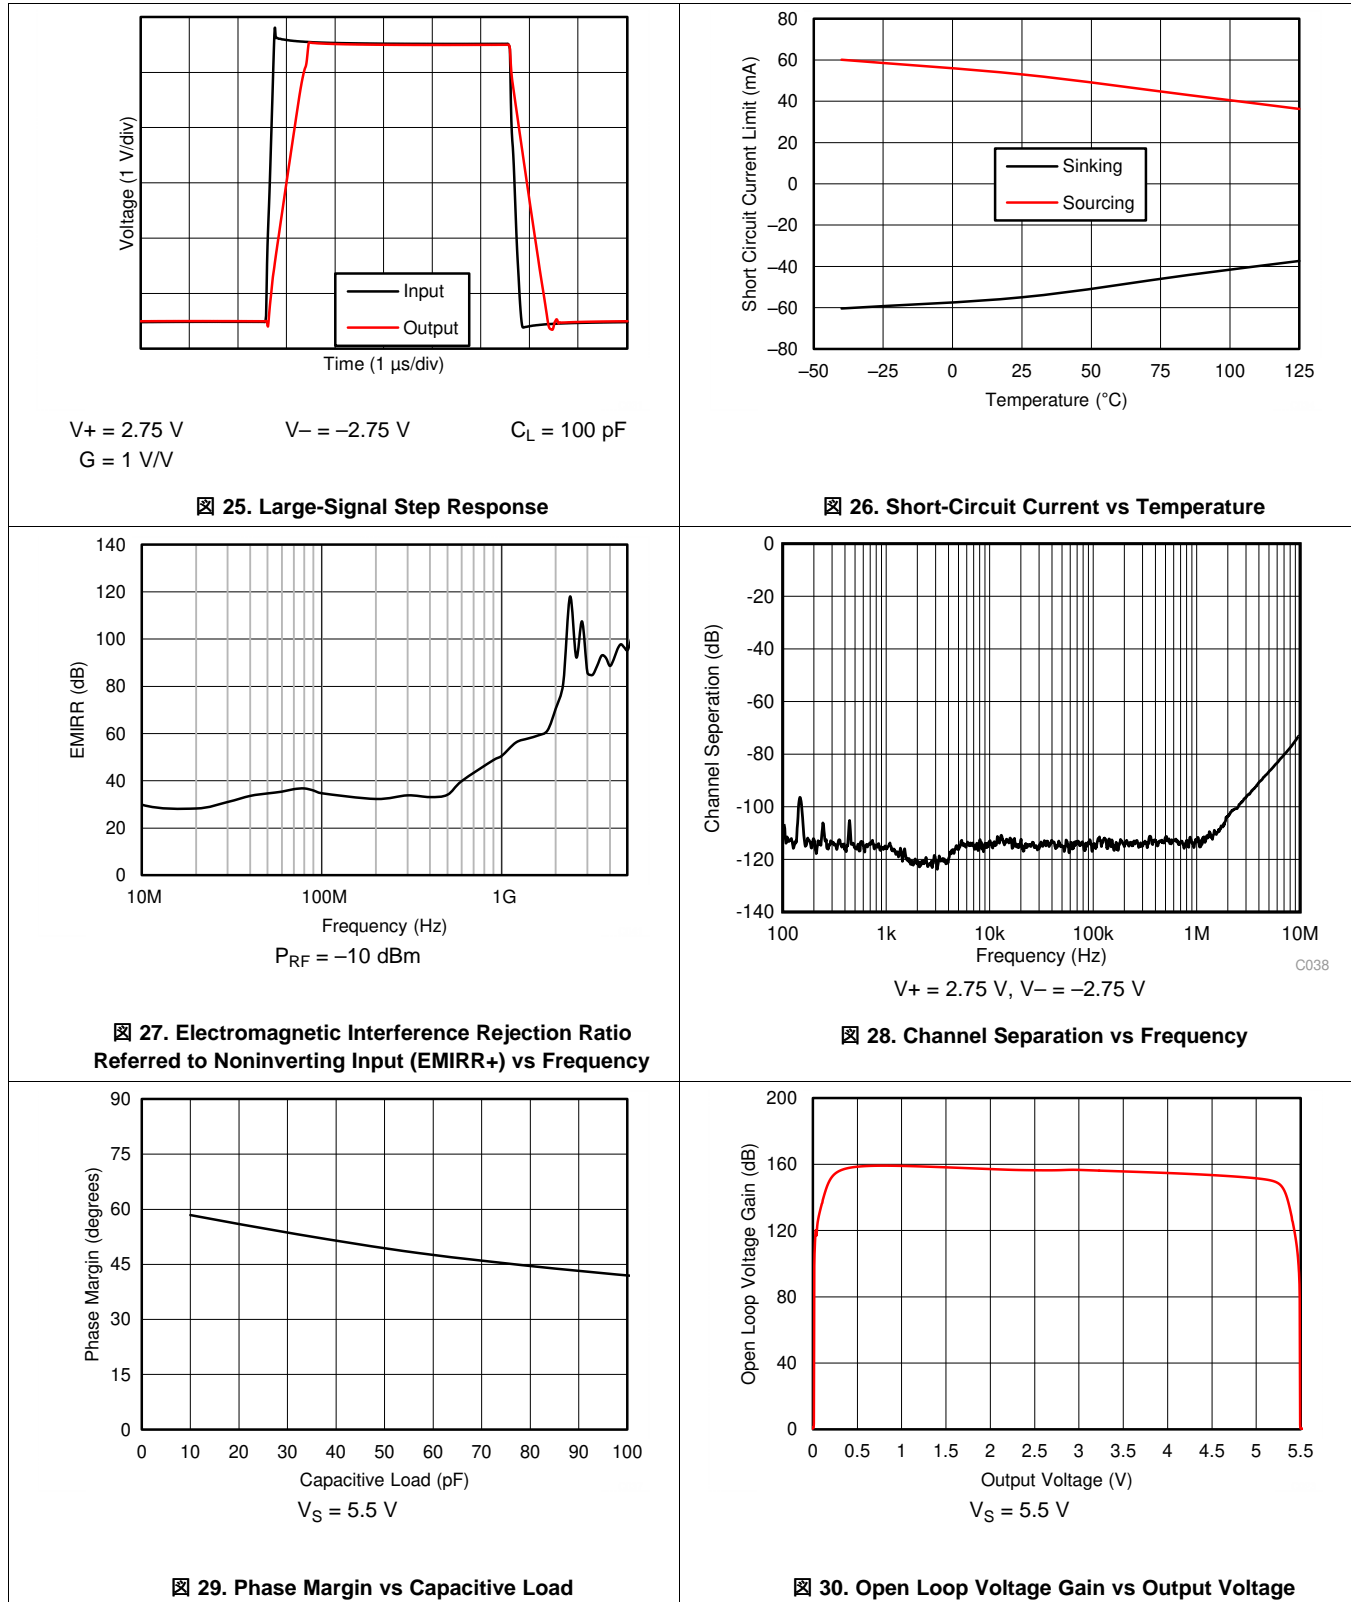 Voltage (1 V/div)
Input
Output
Time (1 μs/div)
V+ = 2.75 V V– = –2.75 V CL = 100 pF
G = 1 V/V
図 25. Large-Signal Step Response
80
60
40
20
0
–20
–40
–60
–80
Short Circuit Current Limit (mA)
Sinking
Sourcing
–50 –25 0 25 50 75 100 125
Temperature (°C)
図 26. Short-Circuit Current vs Temperature
140
120
100
80
60
40
20
0
EMIRR (dB)
10M 100M 1G
Frequency (Hz)
PRF = –10 dBm
図 27. Electromagnetic Interference Rejection Ratio
Referred to Noninverting Input (EMIRR+) vs Frequency
0
-20
-40
-60
-80
-100
-120
-140
Channel Seperation (dB)
100 1k 10k 100k 1M 10M
Frequency (Hz)
C038
V+ = 2.75 V, V– = –2.75 V
図 28. Channel Separation vs Frequency
90
75
60
45
30
15
0
Phase Margin (degrees)
0 10 20 30 40 50 60 70 80 90 100
Capacitive Load (pF)
VS = 5.5 V
図 29. Phase Margin vs Capacitive Load
200
160
120
80
40
0
Open Loop Voltage Gain (dB)
0 0.5 1 1.5 2 2.5 3 3.5 4 4.5 5 5.5
Output Voltage (V)
VS = 5.5 V
図 30. Open Loop Voltage Gain vs Output Voltage